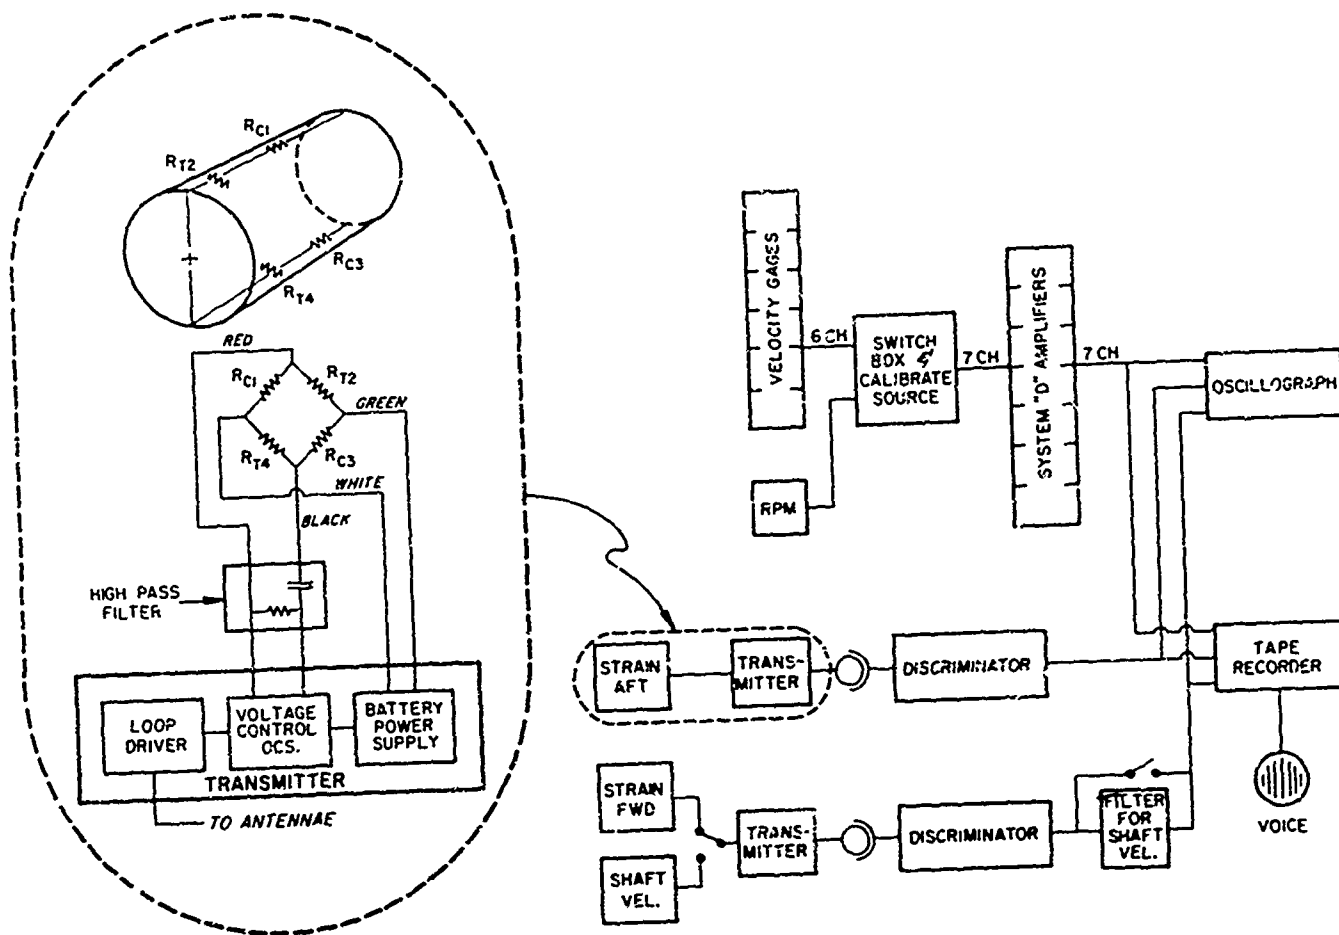 RC1
RT2
RC3
RT4
RED
RC1
RT2
GREEN
RT4
RC3
WHITE
BLACK
HIGH PASS
FILTER
LOOP
DRIVER
VOLTAGE
CONTROL
OCS.
BATTERY
POWER
SUPPLY
TRANSMITTER
TO ANTENNAE
VELOCITY GAGES
6 CH
SWITCH
BOX &
CALIBRATE
SOURCE
7 CH
SYSTEM "D" AMPLIFIERS
7 CH
OSCILLOGRAPH
RPM
STRAIN
AFT
TRANS-
MITTER
DISCRIMINATOR
TAPE
RECORDER
STRAIN
FWD
SHAFT
VEL.
TRANS-
MITTER
DISCRIMINATOR
FILTER
FOR
SHAFT
VEL.
VOICE